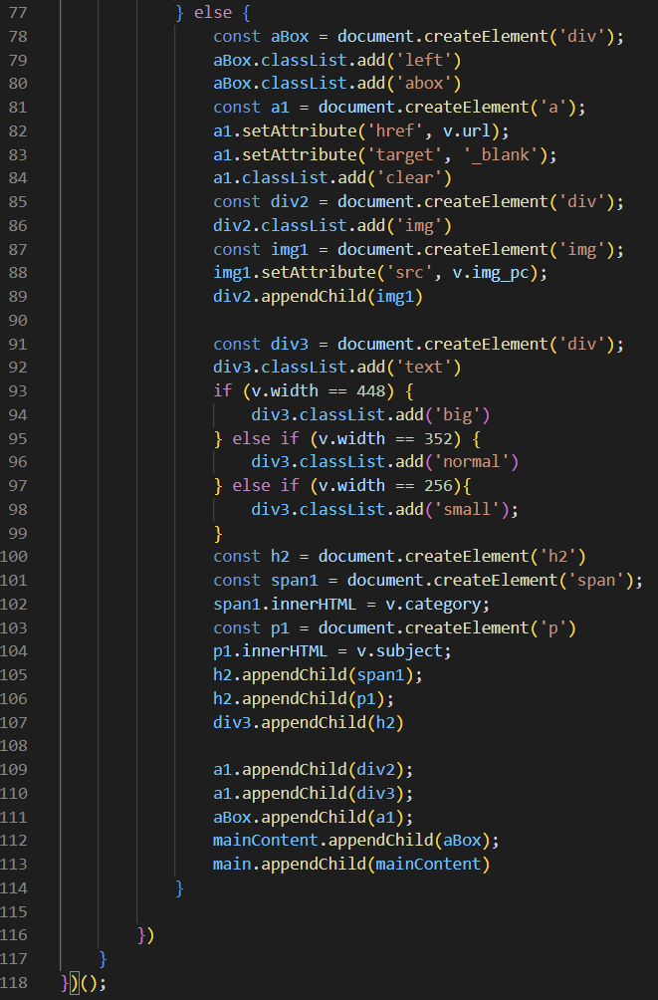 77 } else {
78 const aBox = document.createElement('div');
79 aBox.classList.add('left')
80 aBox.classList.add('abox')
81 const a1 = document.createElement('a');
82 a1.setAttribute('href', v.url);
83 a1.setAttribute('target', '_blank');
84 a1.classList.add('clear')
85 const div2 = document.createElement('div');
86 div2.classList.add('img')
87 const img1 = document.createElement('img');
88 img1.setAttribute('src', v.img_pc);
89 div2.appendChild(img1)
90
91 const div3 = document.createElement('div');
92 div3.classList.add('text')
93 if (v.width == 448) {
94 div3.classList.add('big')
95 } else if (v.width == 352) {
96 div3.classList.add('normal')
97 } else if (v.width == 256){
98 div3.classList.add('small');
99 }
100 const h2 = document.createElement('h2')
101 const span1 = document.createElement('span');
102 span1.innerHTML = v.category;
103 const p1 = document.createElement('p')
104 p1.innerHTML = v.subject;
105 h2.appendChild(span1);
106 h2.appendChild(p1);
107 div3.appendChild(h2)
108
109 a1.appendChild(div2);
110 a1.appendChild(div3);
111 aBox.appendChild(a1);
112 mainContent.appendChild(aBox);
113 main.appendChild(mainContent)
114 }
115
116 })
117 }
118 })();